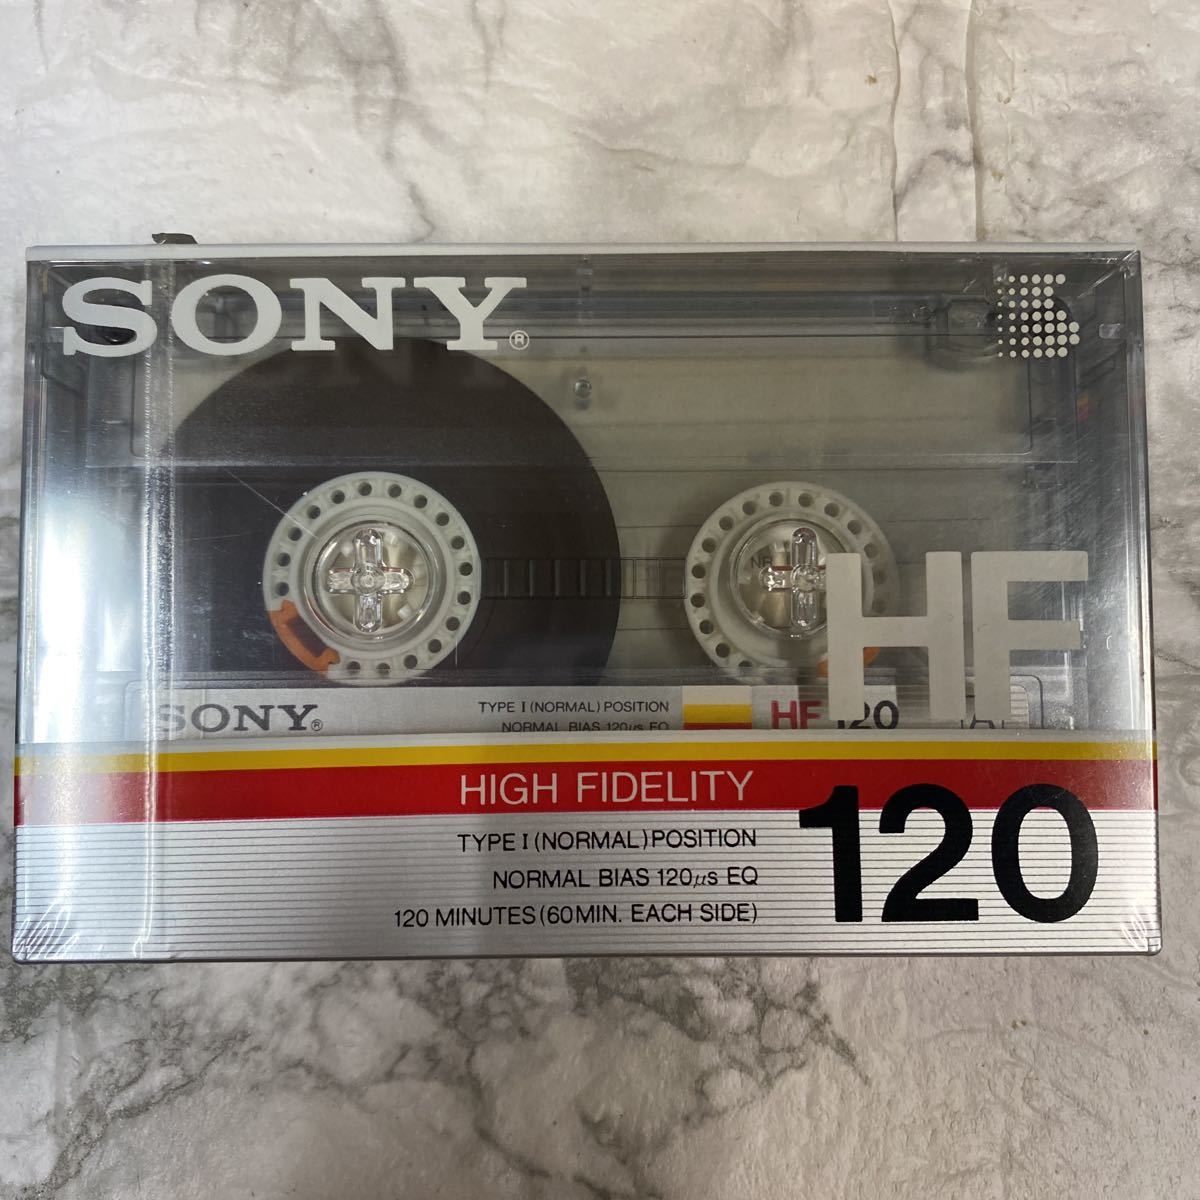 SONY®
HF
NR
SONY®
TYPE I (NORMAL) POSITION
NORMAL BIAS 120μs EQ
HF 120
HIGH FIDELITY
120
TYPE I (NORMAL) POSITION
NORMAL BIAS 120μs EQ
120 MINUTES (60MIN. EACH SIDE)